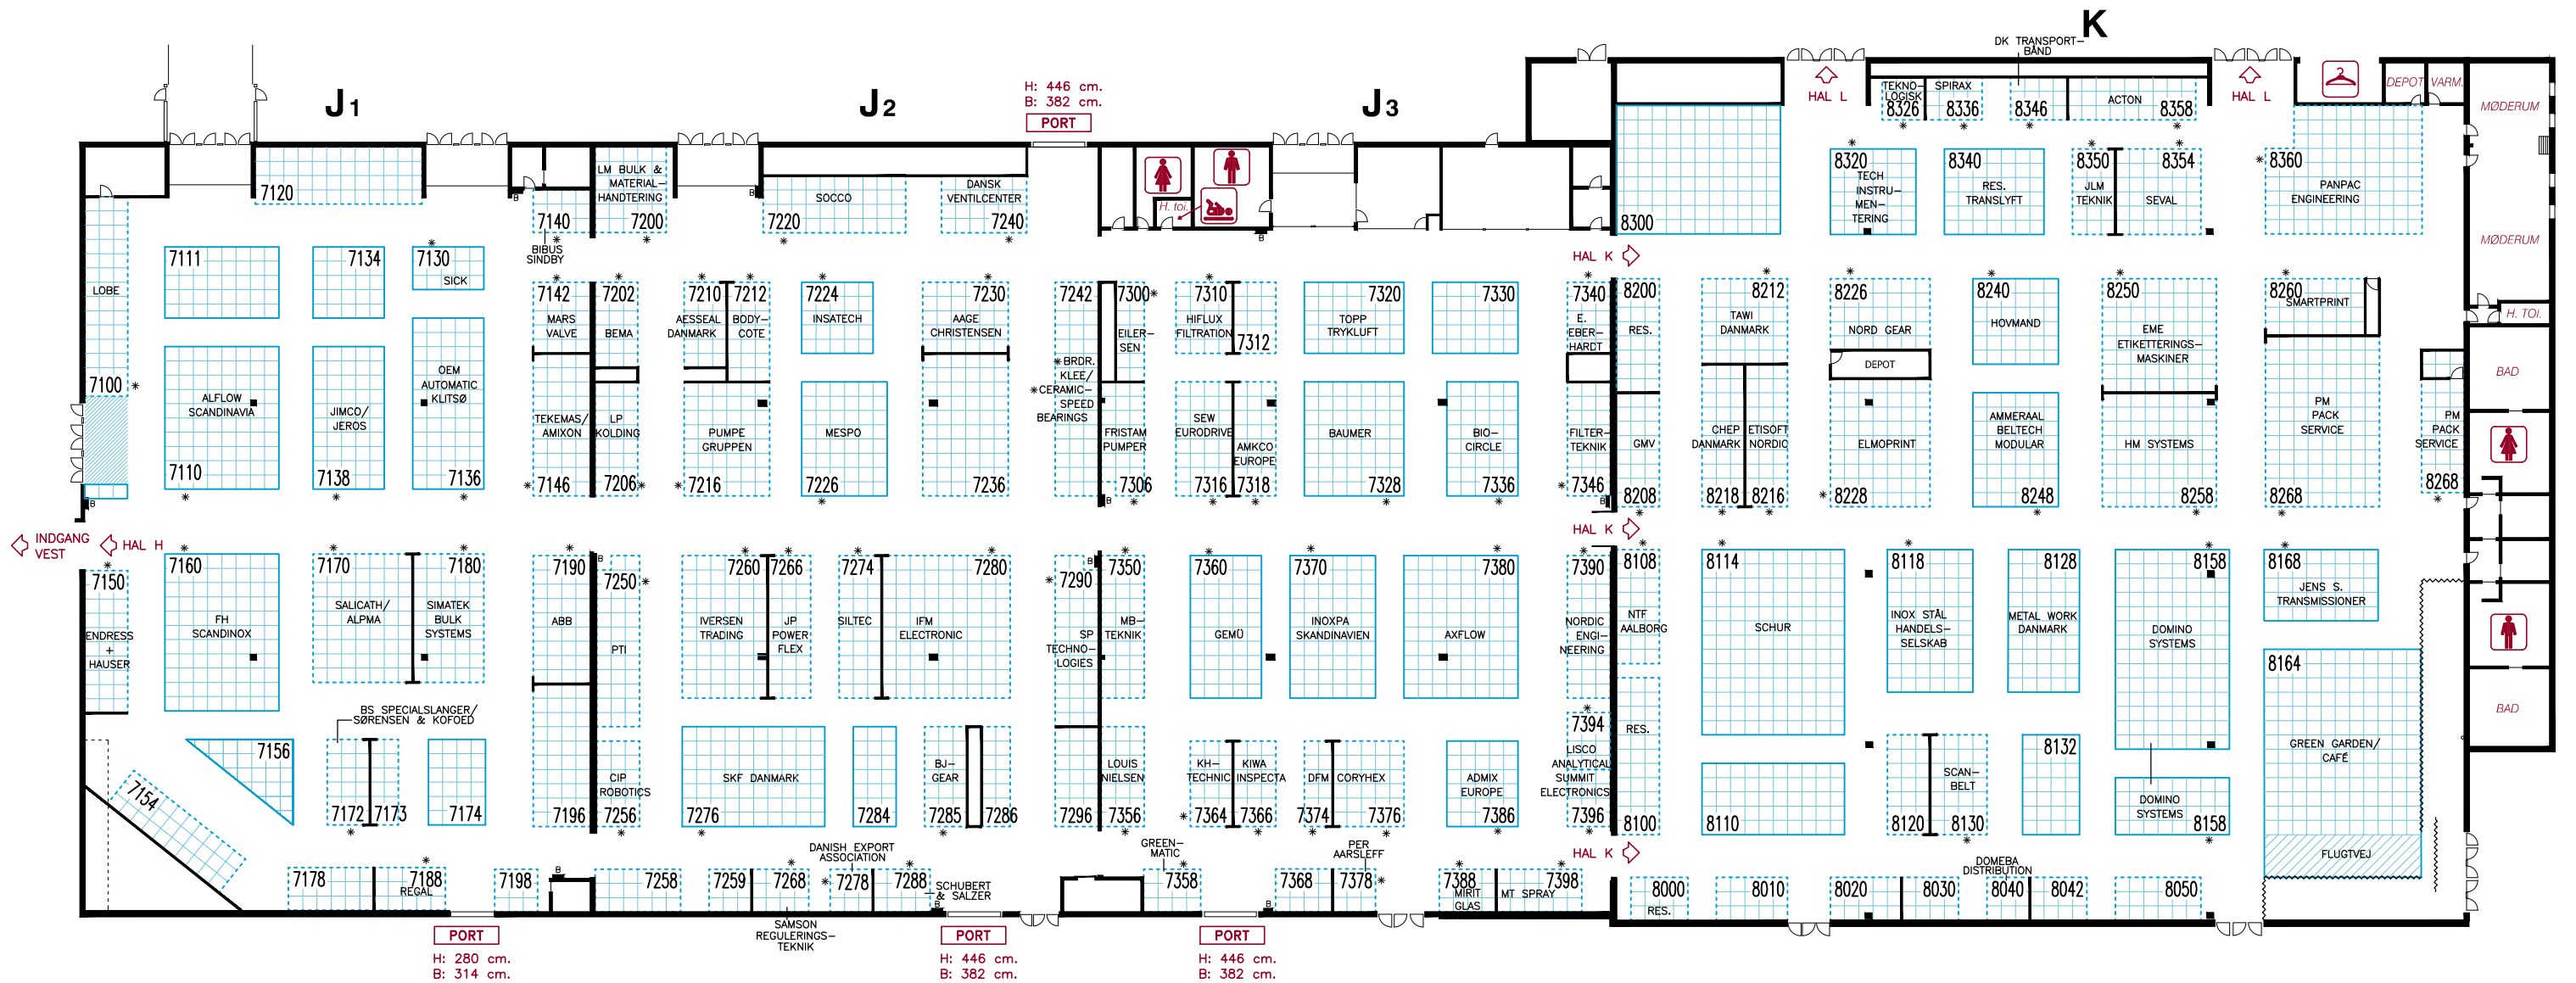 K
J1
J2
J3
H: 446 cm.
B: 382 cm.
PORT
DK TRANSPORT-
BÅND
HAL L
HAL L
TEKNO-
LOGISK
8326
SPIRAX
8336
8346
ACTON
8358
DEPOT
VARM.
MØDERUM
MØDERUM
H. TOI.
BAD
BAD
7120
7140
BIBUS
SINDBY
LM BULK &
MATERIAL-
HANDTERING
7200
SOCCO
7220
DANSK
VENTILCENTER
7240
H. toi.
8300
8320
TECH
INSTRU-
MEN-
TERING
8340
RES.
TRANSLYFT
8350
JLM
TEKNIK
8354
SEVAL
8360
PANPAC
ENGINEERING
HAL K
LOBE
7100
7111
7134
7130
SICK
ALFLOW
SCANDINAVIA
7110
JIMCO/
JEROS
7138
OEM
AUTOMATIC
KLITSØ
7136
7142
MARS
VALVE
TEKEMAS/
AMIXON
7146
7202
BEMA
LP
KOLDING
7206
7210
AESSEAL
DANMARK
7212
BODY-
COTE
PUMPE
GRUPPEN
7216
7224
INSATECH
MESPO
7226
7230
AAGE
CHRISTENSEN
7236
7242
BRDR.
KLEE/
CERAMIC-
SPEED
BEARINGS
7300
EILER-
SEN
FRISTAM
PUMPER
7306
7310
HIFLUX
FILTRATION
7312
SEW
EURODRIVE
7316
AMKCO
EUROPE
7318
7320
TOPP
TRYKLUFT
BAUMER
7328
7330
BIO-
CIRCLE
7336
7340
E.
EBER-
HARDT
FILTER-
TEKNIK
7346
8200
RES.
GMV
8208
8212
TAWI
DANMARK
CHEP
DANMARK
8218
ETISOFT
NORDIC
8216
8226
NORD GEAR
DEPOT
ELMOPRINT
8228
8240
HOVMAND
AMMERAAL
BELTECH
MODULAR
8248
8250
EME
ETIKETTERINGS-
MASKINER
HM SYSTEMS
8258
8260
SMARTPRINT
PM
PACK
SERVICE
8268
PM
PACK
SERVICE
8268
INDGANG
VEST
HAL H
HAL K
7150
ENDRESS
+
HAUSER
7160
FH
SCANDINOX
7170
SALICATH/
ALPMA
7180
SIMATEK
BULK
SYSTEMS
7190
ABB
7196
7250
PTI
CIP
ROBOTICS
7256
7260
IVERSEN
TRADING
7266
JP
POWER
FLEX
7274
SILTEC
7280
IFM
ELECTRONIC
7290
SP
TECHNO-
LOGIES
7296
7350
MB-
TEKNIK
LOUIS
NIELSEN
7356
7360
GEMÜ
7370
INOXPA
SKANDINAVIEN
7380
AXFLOW
7390
NORDIC
ENGI-
NEERING
7394
LISCO
ANALYTICAL
SUMMIT
ELECTRONICS
7396
8108
NTF
AALBORG
RES.
8100
8114
SCHUR
8110
8118
INOX STÅL
HANDELS-
SELSKAB
8128
METAL WORK
DANMARK
8158
DOMINO
SYSTEMS
8168
JENS S.
TRANSMISSIONER
8164
GREEN GARDEN/
CAFÉ
FLUGTVEJ
BS SPECIALSLANGER/
SØRENSEN & KOFOED
7156
7154
7172
7173
7174
SKF DANMARK
7276
7284
BJ-
GEAR
7285
7286
KH-
TECHNIC
7364
KIWA
INSPECTA
7366
DFM
7374
CORYHEX
7376
ADMIX
EUROPE
7386
8120
SCAN-
BELT
8130
8132
DOMINO
SYSTEMS
8158
HAL K
7178
7188
REGAL
7198
7258
7259
7268
SAMSON
REGULERINGS-
TEKNIK
DANISH EXPORT
ASSOCIATION
7278
7288
SCHUBERT
& SALZER
GREEN-
MATIC
7358
7368
PER
AARSLEFF
7378
7388
MIRIT
GLAS
MT SPRAY
7398
8000
RES.
8010
8020
8030
DOMEBA
DISTRIBUTION
8040
8042
8050
PORT
H: 280 cm.
B: 314 cm.
PORT
H: 446 cm.
B: 382 cm.
PORT
H: 446 cm.
B: 382 cm.